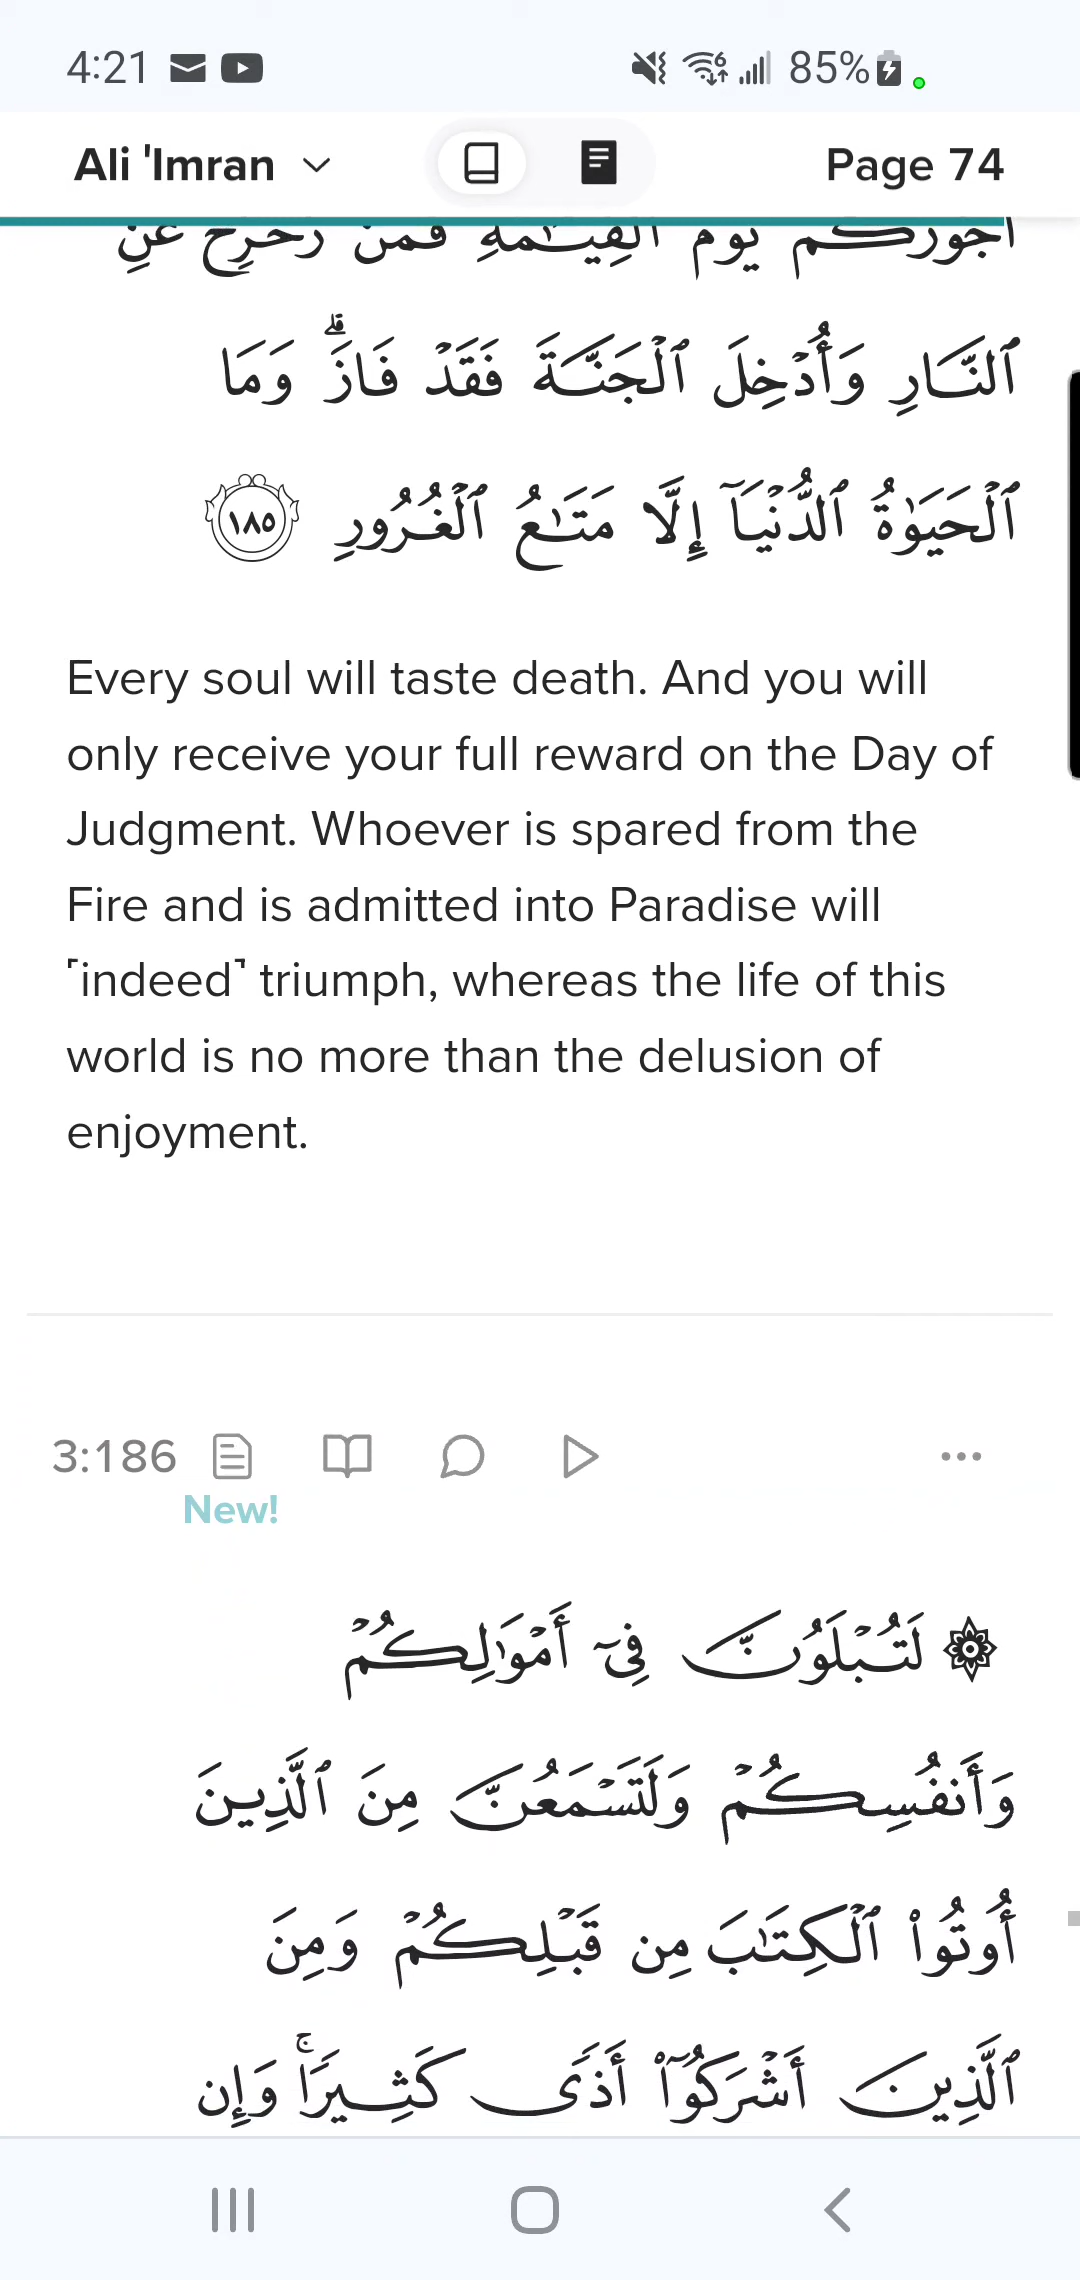 4:21 85%
Ali 'Imran Page 74
أُجُورَكُمْ يَوْمَ ٱلْقِيَـٰمَةِ فَمَن زُحْزِحَ عَنِ
ٱلنَّارِ وَأُدْخِلَ ٱلْجَنَّةَ فَقَدْ فَازَ ۗ وَمَا
ٱلْحَيَوٰةُ ٱلدُّنْيَآ إِلَّا مَتَـٰعُ ٱلْغُرُورِ ١٨٥
Every soul will taste death. And you will
only receive your full reward on the Day of
Judgment. Whoever is spared from the
Fire and is admitted into Paradise will
˹indeed˺ triumph, whereas the life of this
world is no more than the delusion of
enjoyment.
3:186
New!
۞ لَتُبْلَوُنَّ فِىٓ أَمْوَٰلِكُمْ
وَأَنفُسِكُمْ وَلَتَسْمَعُنَّ مِنَ ٱلَّذِينَ
أُوتُوا۟ ٱلْكِتَـٰبَ مِن قَبْلِكُمْ وَمِنَ
ٱلَّذِينَ أَشْرَكُوٓا۟ أَذًى كَثِيرًا ۚ وَإِن